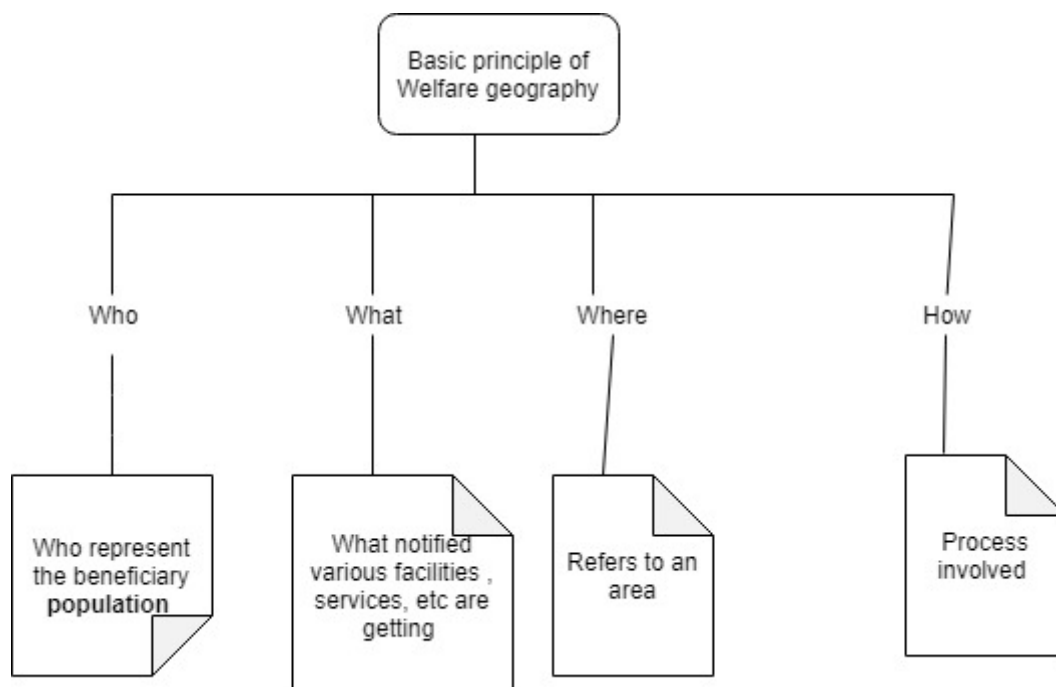 Basic principle of
Welfare geography
Who
What
Where
How
Who represent
the beneficiary
population
What notified
various facilities ,
services, etc are
getting
Refers to an
area
Process
involved